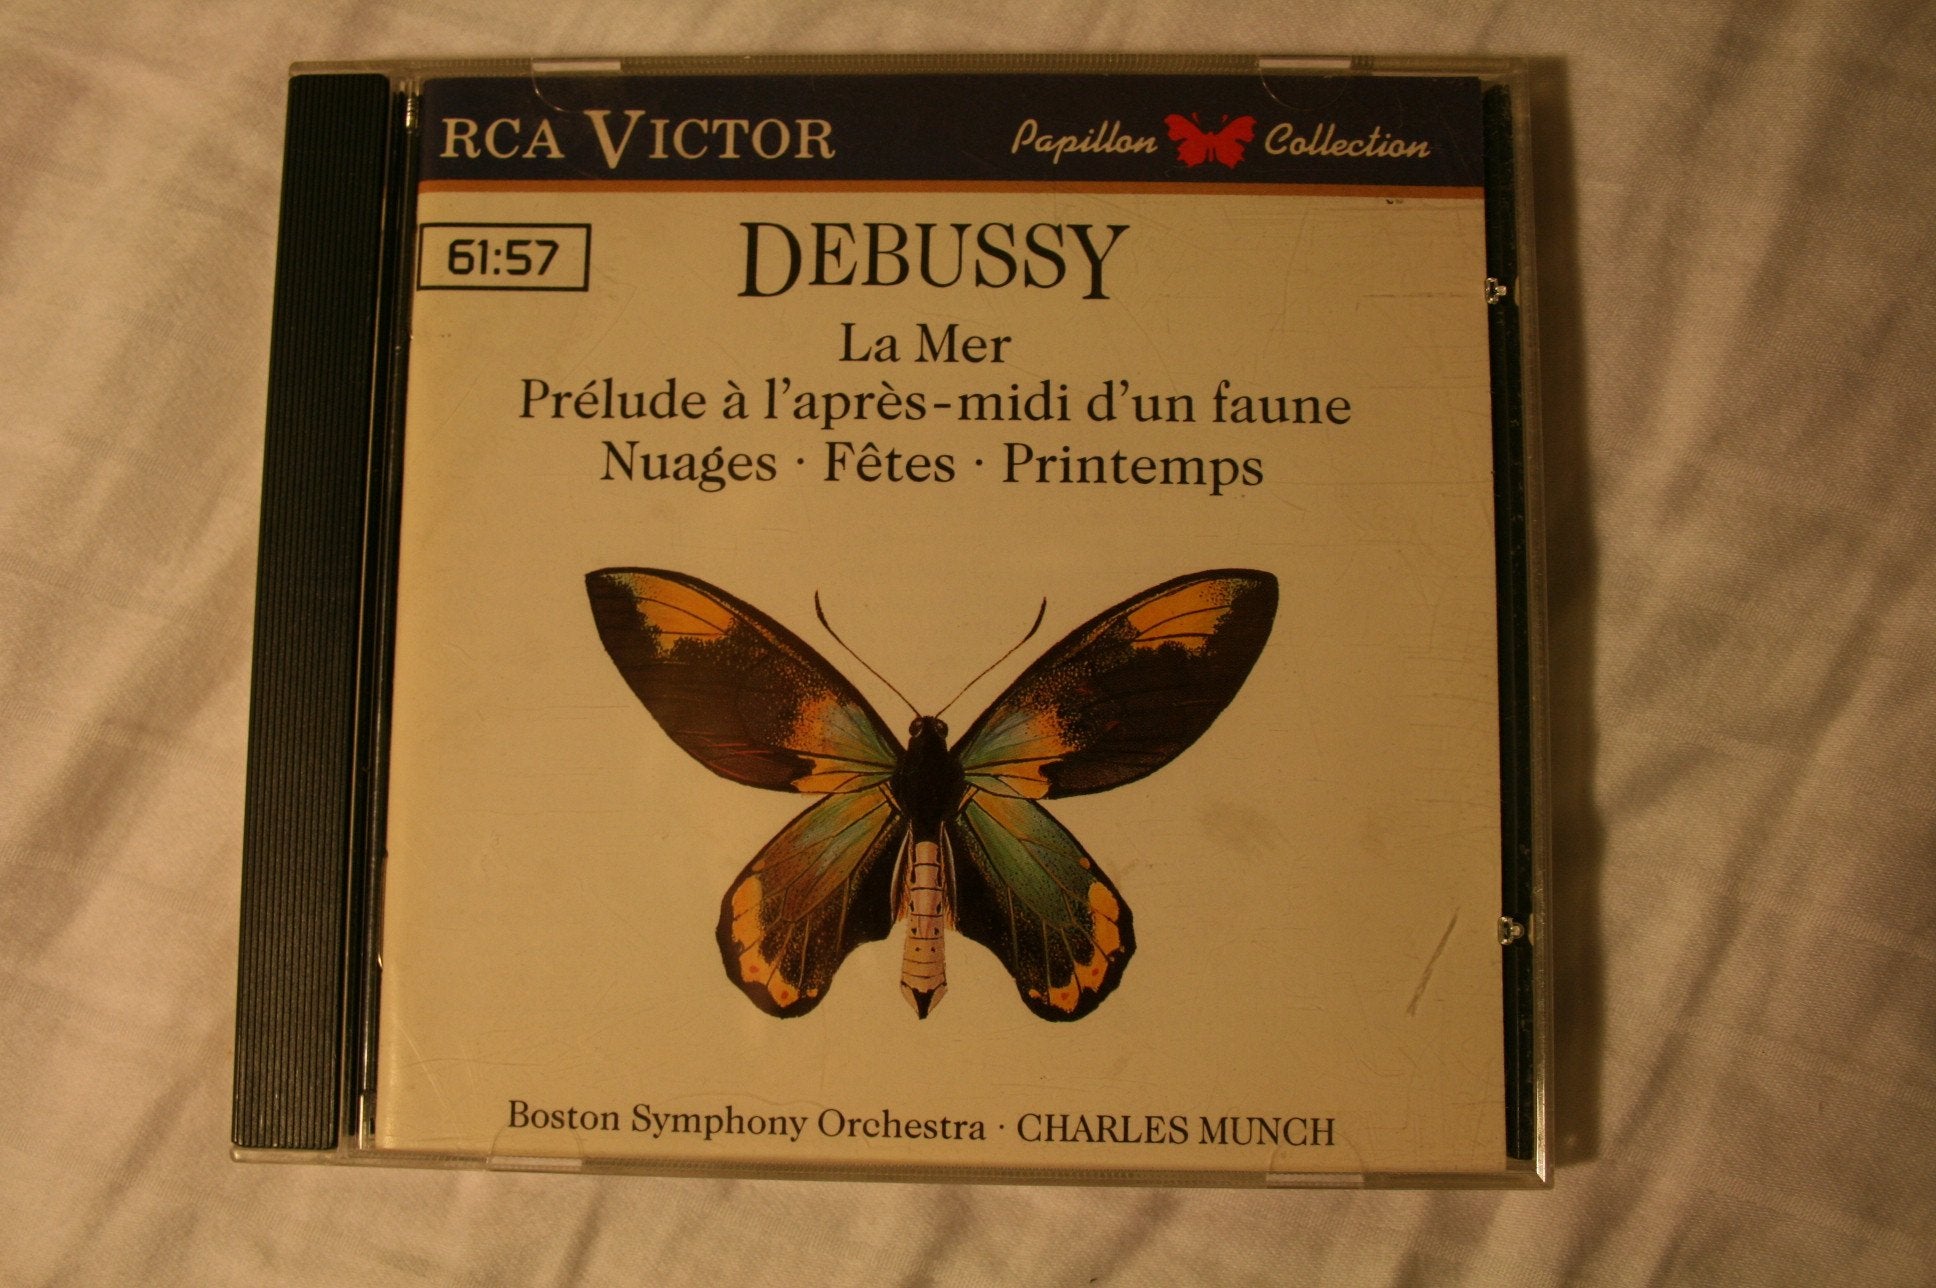 RCA VICTOR Papillon Collection
61:57
DEBUSSY
La Mer
Prélude à l'après-midi d'un faune
Nuages · Fêtes · Printemps
Boston Symphony Orchestra · CHARLES MUNCH